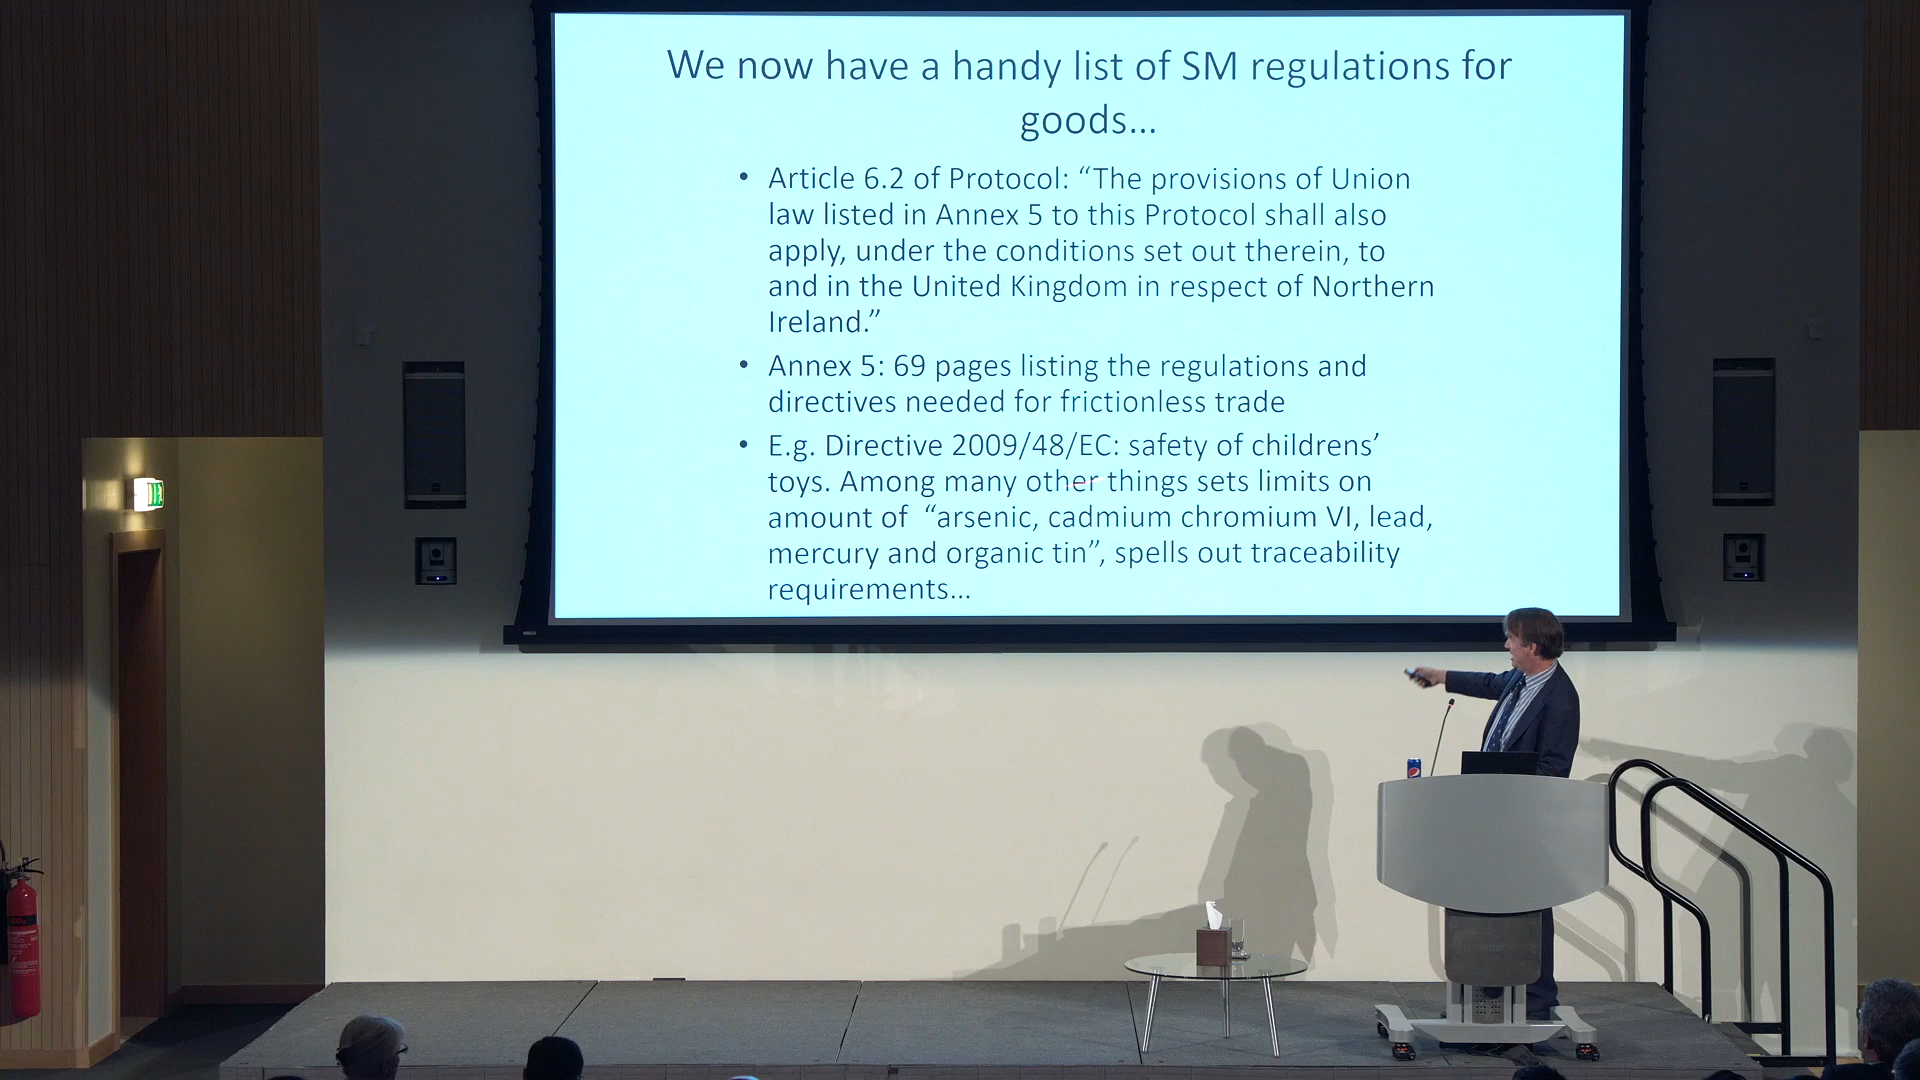 We now have a handy list of SM regulations for
goods...
• Article 6.2 of Protocol: “The provisions of Union
law listed in Annex 5 to this Protocol shall also
apply, under the conditions set out therein, to
and in the United Kingdom in respect of Northern
Ireland.”
• Annex 5: 69 pages listing the regulations and
directives needed for frictionless trade
• E.g. Directive 2009/48/EC: safety of childrens’
toys. Among many other things sets limits on
amount of “arsenic, cadmium chromium VI, lead,
mercury and organic tin”, spells out traceability
requirements...